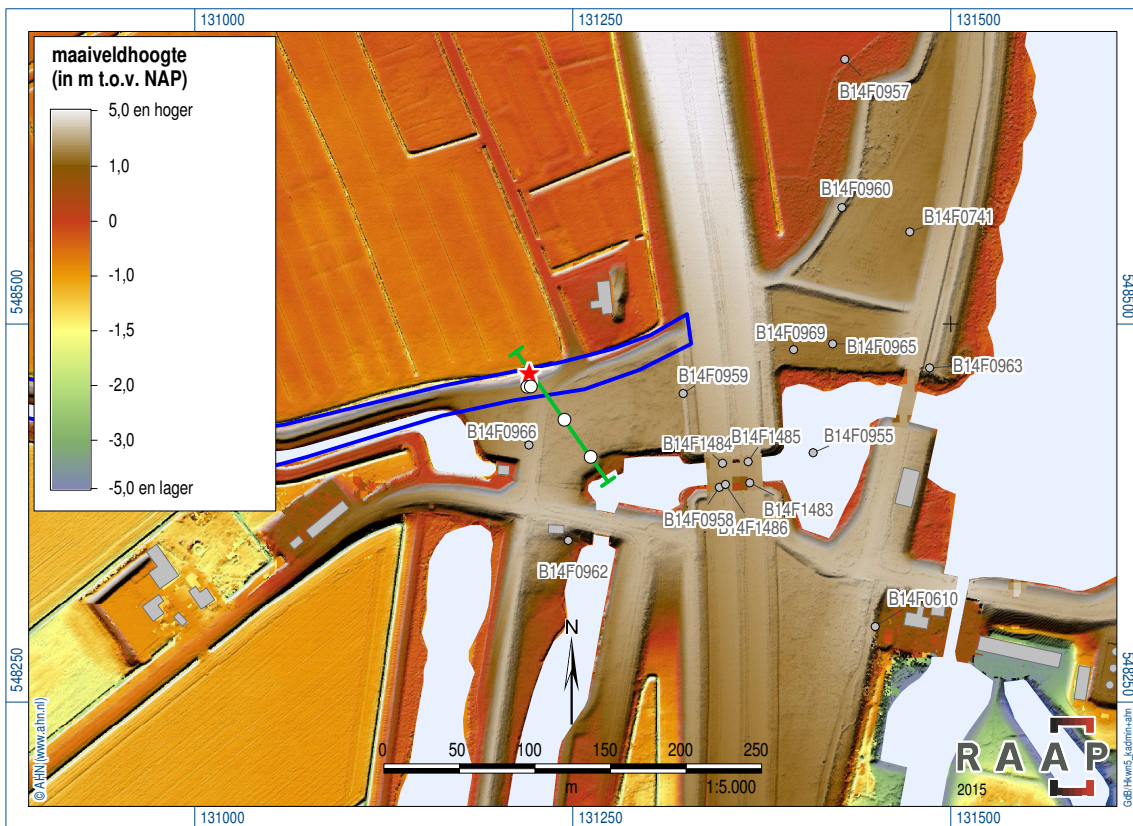 131000
131250
131500
maaiveldhoogte
(in m t.o.v. NAP)
5,0 en hoger
1,0
0
-1,0
-1,5
-2,0
-3,0
-5,0 en lager
B14F0957
B14F0960
B14F0741
548500
548500
B14F0969
B14F0965
B14F0963
B14F0959
B14F0966
B14F1484
B14F1485
B14F0955
B14F0958
B14F1483
B14F1486
B14F0962
B14F0610
N
548250
548250
0
50
100
150
200
250
m
1:5.000
RAAP
2015
© AHN (www.ahn.nl)
GdB/Hkwn5_kadmin+ahn
131000
131250
131500